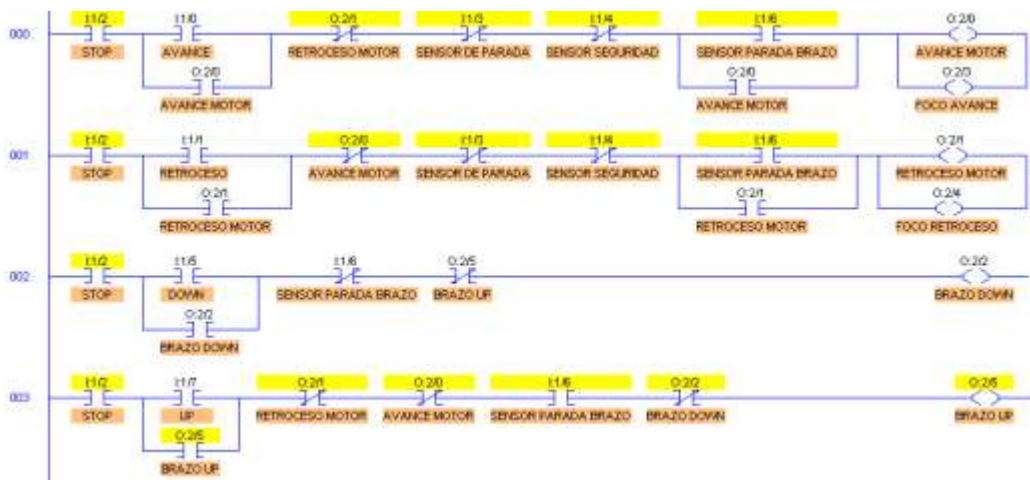 I:1/2 I:1/0 O:2/1 I:1/3 I:1/4 I:1/6 O:2/0
000
STOP AVANCE RETROCESO MOTOR SENSOR DE PARADA SENSOR SEGURIDAD SENSOR PARADA BRAZO AVANCE MOTOR
O:2/0 O:2/0 O:2/3
AVANCE MOTOR AVANCE MOTOR FOCO AVANCE
I:1/2 I:1/1 O:2/0 I:1/3 I:1/4 I:1/6 O:2/1
001
STOP RETROCESO AVANCE MOTOR SENSOR DE PARADA SENSOR SEGURIDAD SENSOR PARADA BRAZO RETROCESO MOTOR
O:2/1 O:2/1 O:2/4
RETROCESO MOTOR RETROCESO MOTOR FOCO RETROCESO
I:1/2 I:1/5 I:1/6 O:2/5 O:2/2
002
STOP DOWN SENSOR PARADA BRAZO BRAZO UP BRAZO DOWN
O:2/2
BRAZO DOWN
I:1/2 I:1/7 O:2/1 O:2/0 I:1/6 O:2/2 O:2/5
003
STOP UP RETROCESO MOTOR AVANCE MOTOR SENSOR PARADA BRAZO BRAZO DOWN BRAZO UP
O:2/5
BRAZO UP